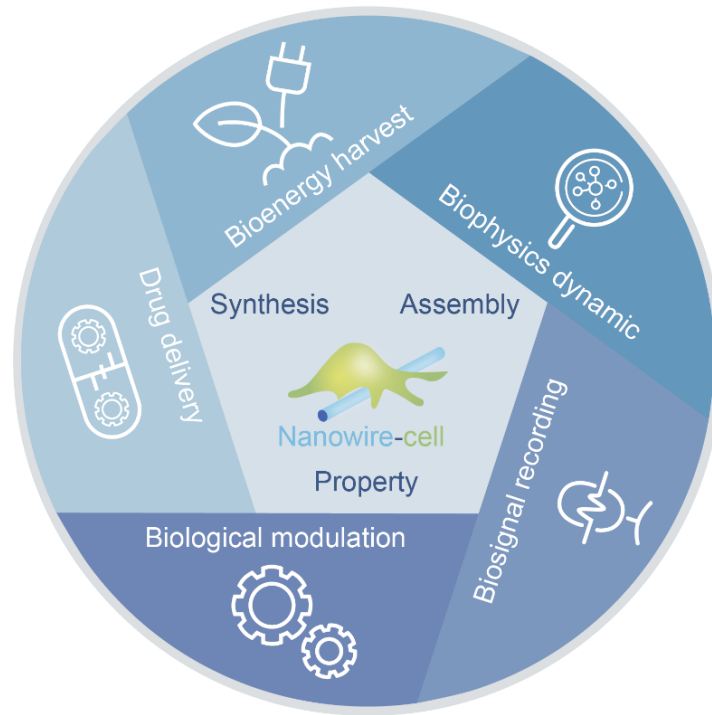 Bioenergy harvest
Biophysics dynamic
Synthesis
Assembly
Drug delivery
Nanowire-cell
Property
Biosignal recording
Biological modulation